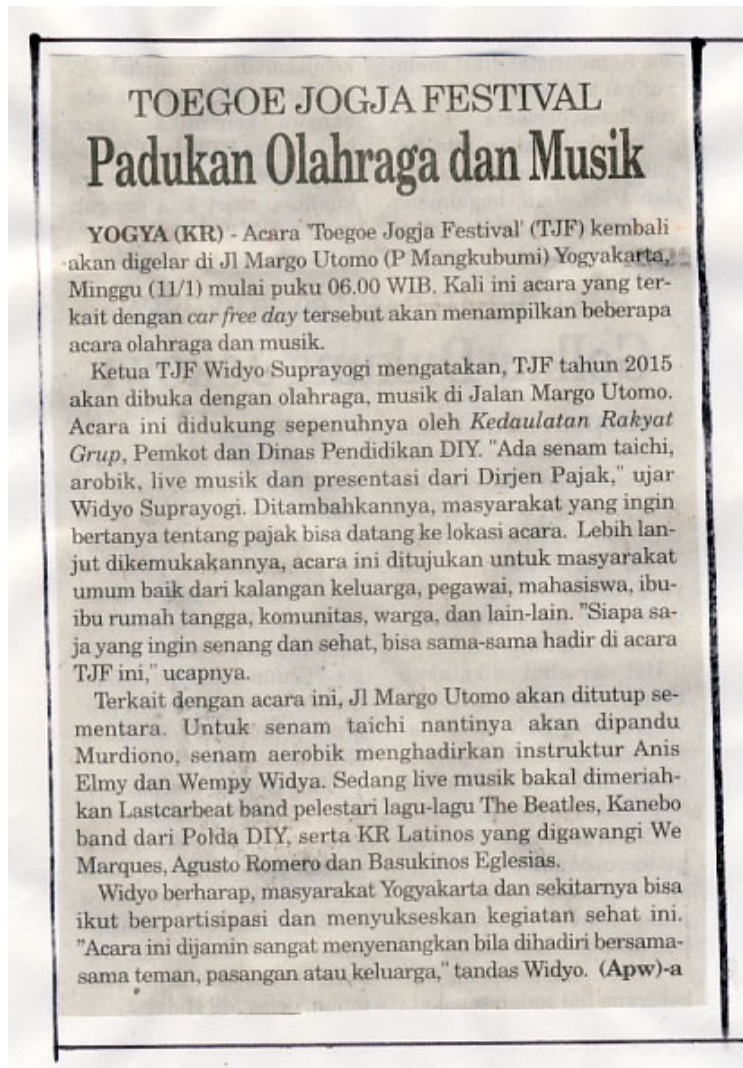 TOEGOE JOGJA FESTIVAL
Padukan Olahraga dan Musik
YOGYA (KR) - Acara 'Toegoe Jogja Festival' (TJF) kembali
akan digelar di Jl Margo Utomo (P Mangkubumi) Yogyakarta,
Minggu (11/1) mulai puku 06.00 WIB. Kali ini acara yang ter-
kait dengan car free day tersebut akan menampilkan beberapa
acara olahraga dan musik.
Ketua TJF Widyo Suprayogi mengatakan, TJF tahun 2015
akan dibuka dengan olahraga, musik di Jalan Margo Utomo.
Acara ini didukung sepenuhnya oleh Kedaulatan Rakyat
Grup, Pemkot dan Dinas Pendidikan DIY. "Ada senam taichi,
arobik, live musik dan presentasi dari Dirjen Pajak," ujar
Widyo Suprayogi. Ditambahkannya, masyarakat yang ingin
bertanya tentang pajak bisa datang ke lokasi acara. Lebih lan-
jut dikemukakannya, acara ini ditujukan untuk masyarakat
umum baik dari kalangan keluarga, pegawai, mahasiswa, ibu-
ibu rumah tangga, komunitas, warga, dan lain-lain. "Siapa sa-
ja yang ingin senang dan sehat, bisa sama-sama hadir di acara
TJF ini," ucapnya.
Terkait dengan acara ini, Jl Margo Utomo akan ditutup se-
mentara. Untuk senam taichi nantinya akan dipandu
Murdiono, senam aerobik menghadirkan instruktur Anis
Elmy dan Wempy Widya. Sedang live musik bakal dimeriah-
kan Lastcarbeat band pelestari lagu-lagu The Beatles, Kanebo
band dari Polda DIY, serta KR Latinos yang digawangi We
Marques, Agusto Romero dan Basukinos Eglesias.
Widyo berharap, masyarakat Yogyakarta dan sekitarnya bisa
ikut berpartisipasi dan menyukseskan kegiatan sehat ini.
"Acara ini dijamin sangat menyenangkan bila dihadiri bersama-
sama teman, pasangan atau keluarga," tandas Widyo. (Apw)-a